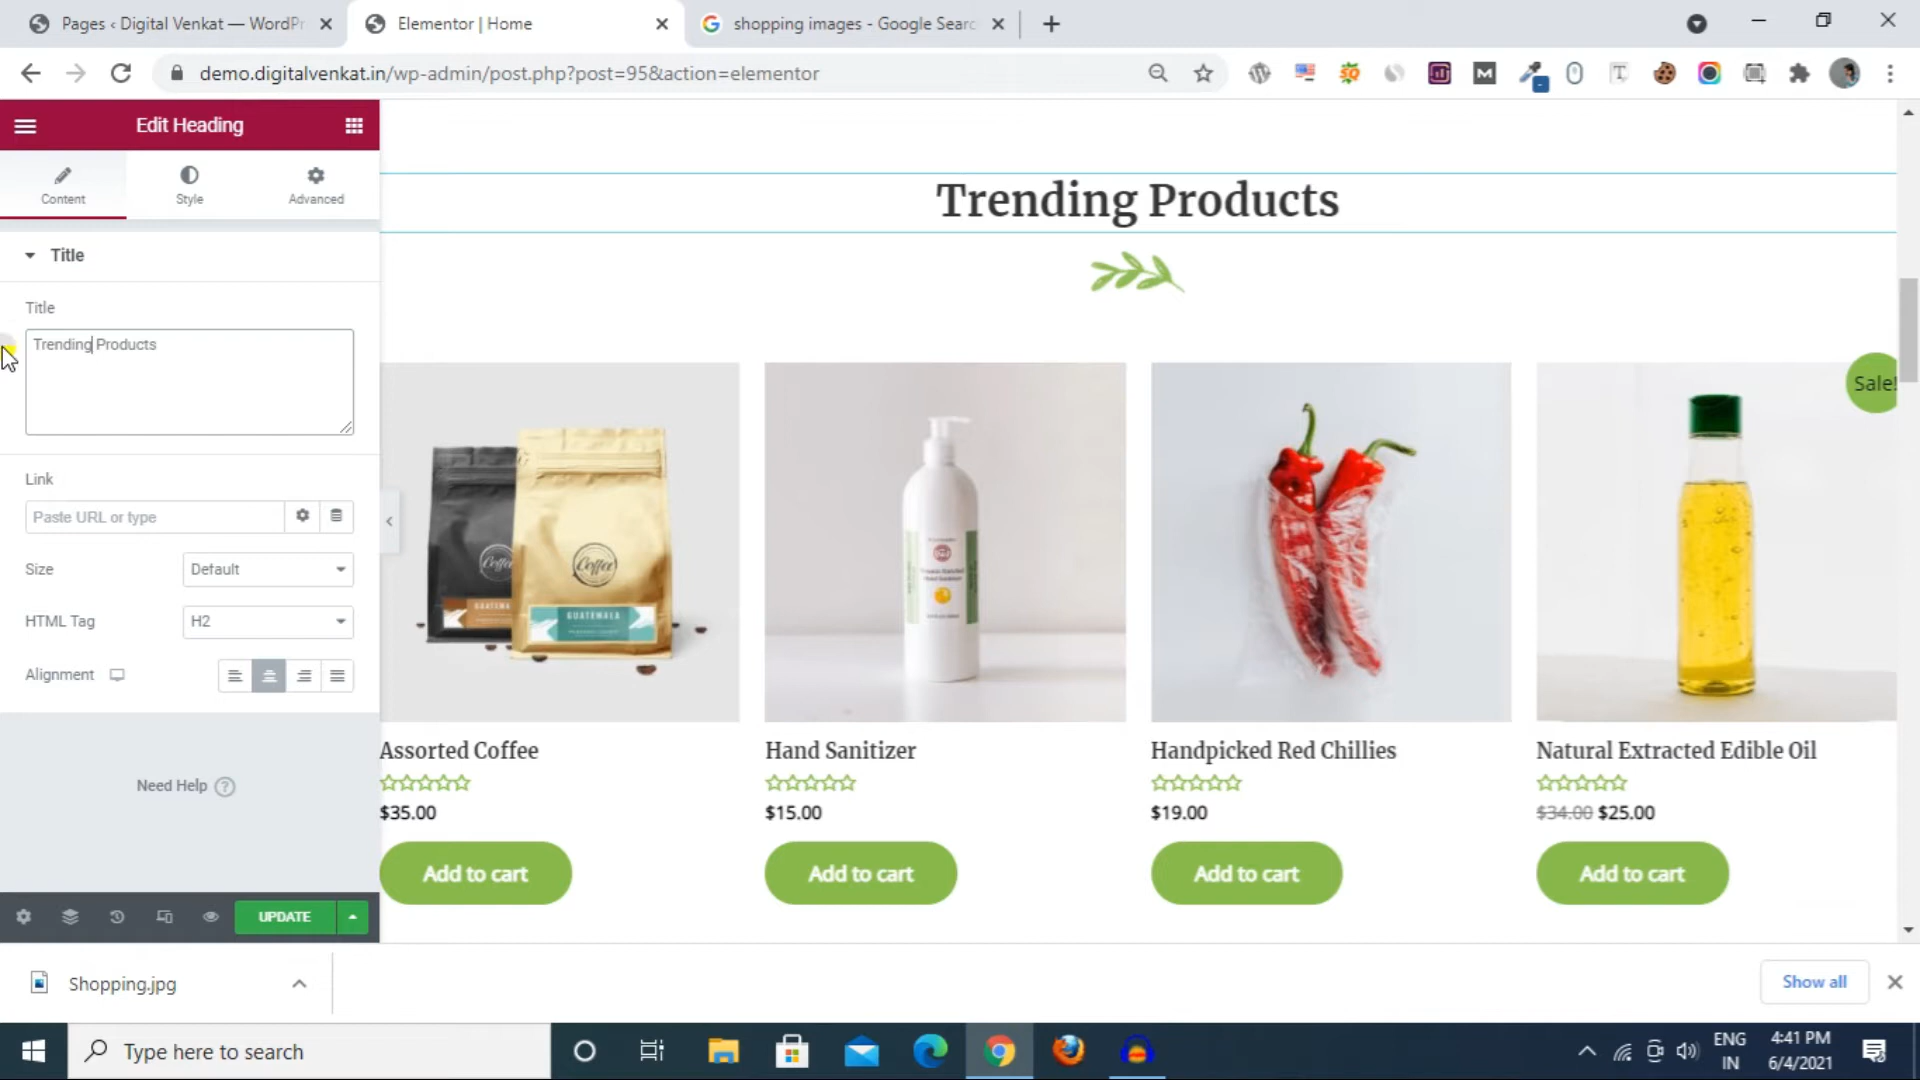 Pages ‹ Digital Venkat — WordPr
Elementor | Home
shopping images - Google Searc
demo.digitalvenkat.in/wp-admin/post.php?post=95&action=elementor
Edit Heading
Content
Style
Advanced
Title
Title
Trending Products
Link
Paste URL or type
Size
Default
HTML Tag
H2
Alignment
Need Help ?
UPDATE
Trending Products
Sale!
Coffee
Coffee
GUATEMALA
Assorted Coffee
$35.00
Add to cart
Hand Sanitizer
$15.00
Add to cart
Handpicked Red Chillies
$19.00
Add to cart
Natural Extracted Edible Oil
$34.00 $25.00
Add to cart
Shopping.jpg
Show all
Type here to search
ENG
IN
4:41 PM
6/4/2021